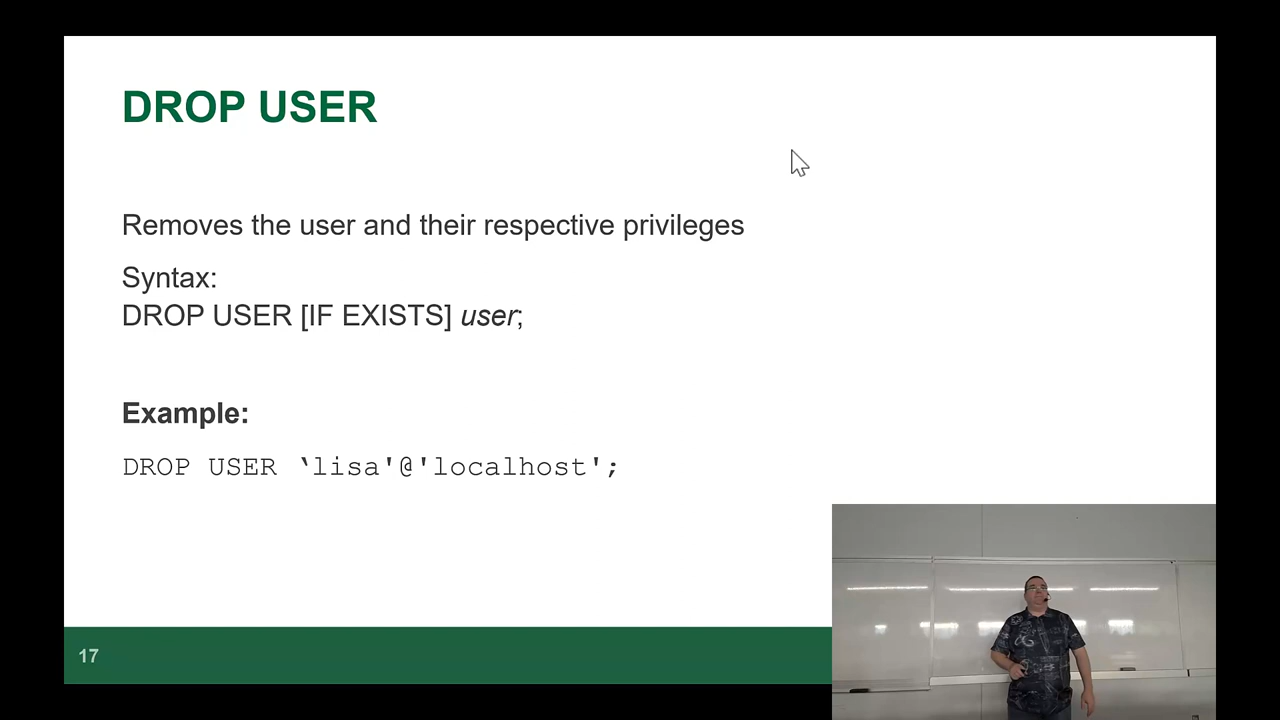 DROP USER
Removes the user and their respective privileges
Syntax:
DROP USER [IF EXISTS] user;
Example:
DROP USER ‘lisa'@'localhost';
17